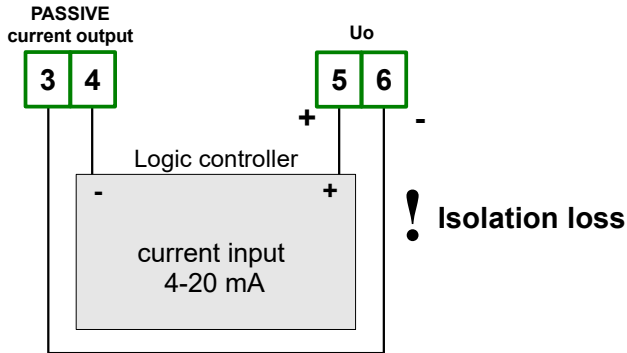 PASSIVE
current output
Uo
3 4
5 6
+ -
Logic controller
- +
! Isolation loss
current input
4-20 mA